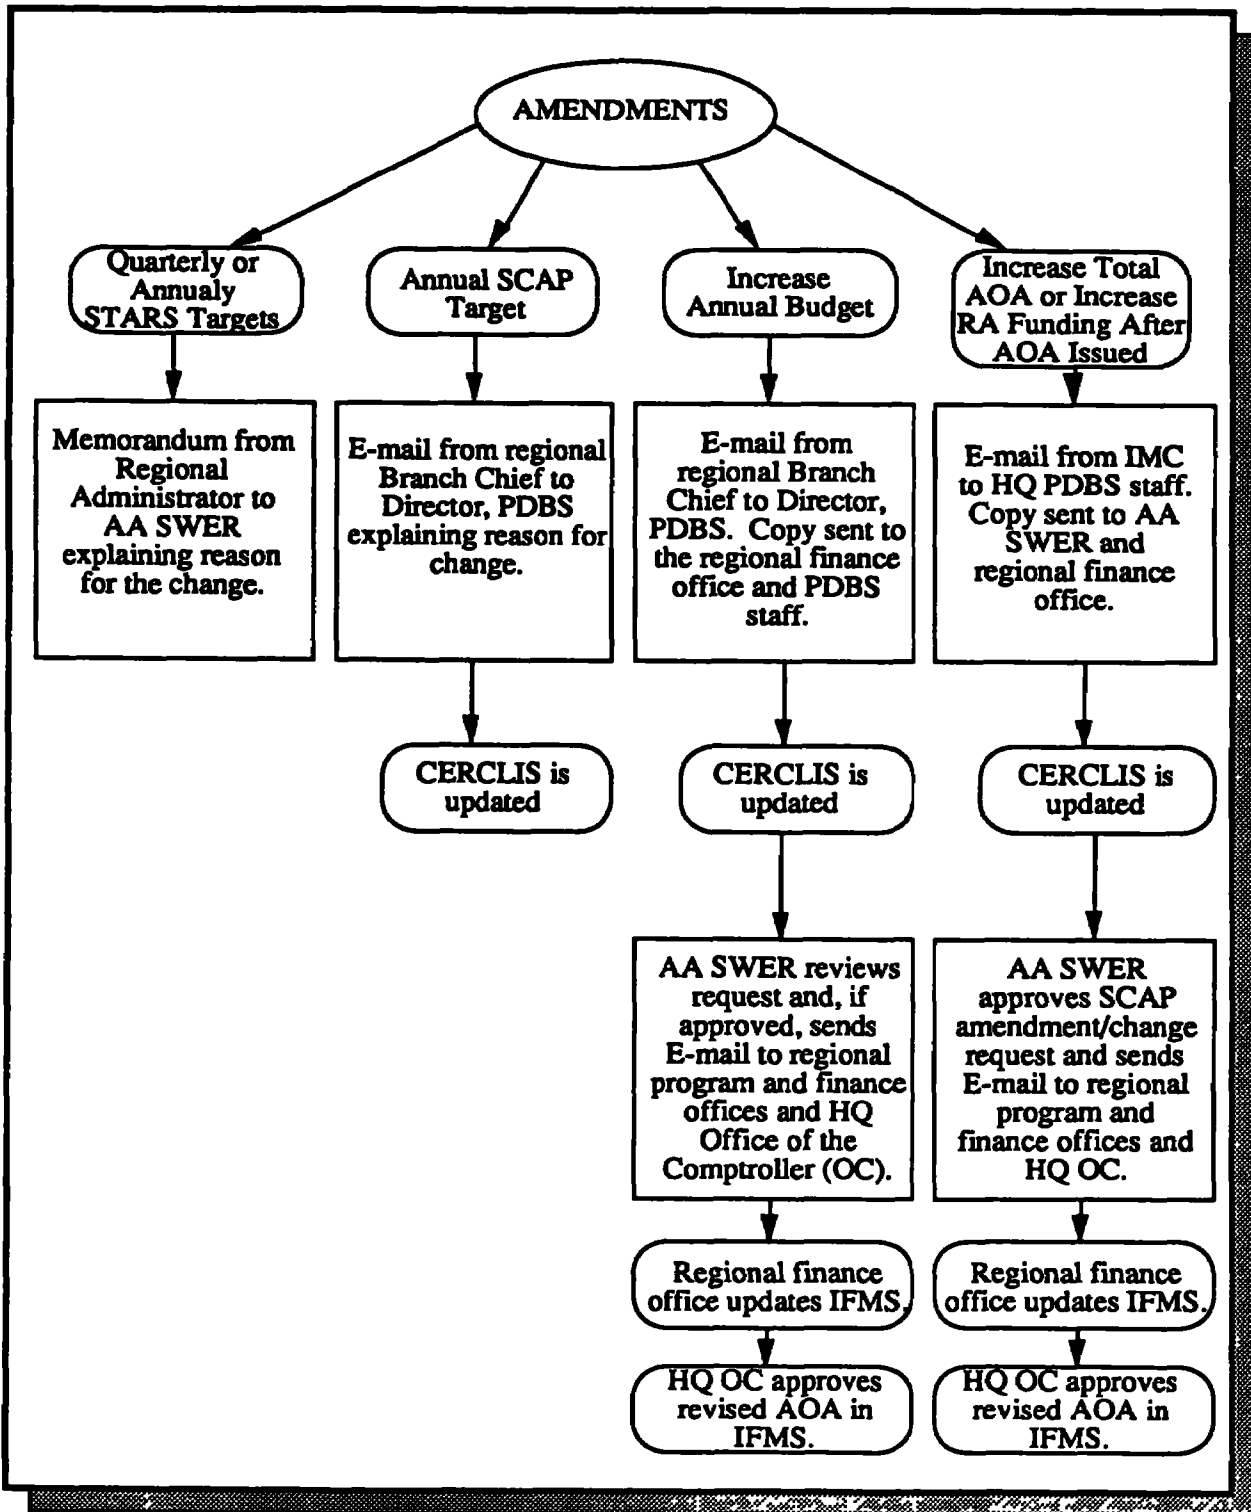 AMENDMENTS
Quarterly or
Annualy
STARS Targets
Annual SCAP
Target
Increase
Annual Budget
Increase Total
AOA or Increase
RA Funding After
AOA Issued
Memorandum from
Regional
Administrator to
AA SWER
explaining reason
for the change.
E-mail from regional
Branch Chief to
Director, PDBS
explaining reason for
change.
E-mail from
regional Branch
Chief to Director,
PDBS. Copy sent to
the regional finance
office and PDBS
staff.
E-mail from IMC
to HQ PDBS staff.
Copy sent to AA
SWER and
regional finance
office.
CERCLIS is
updated
CERCLIS is
updated
CERCLIS is
updated
AA SWER reviews
request and, if
approved, sends
E-mail to regional
program and finance
offices and HQ
Office of the
Comptroller (OC).
AA SWER
approves SCAP
amendment/change
request and sends
E-mail to regional
program and
finance offices and
HQ OC.
Regional finance
office updates IFMS.
Regional finance
office updates IFMS.
HQ OC approves
revised AOA in
IFMS.
HQ OC approves
revised AOA in
IFMS.